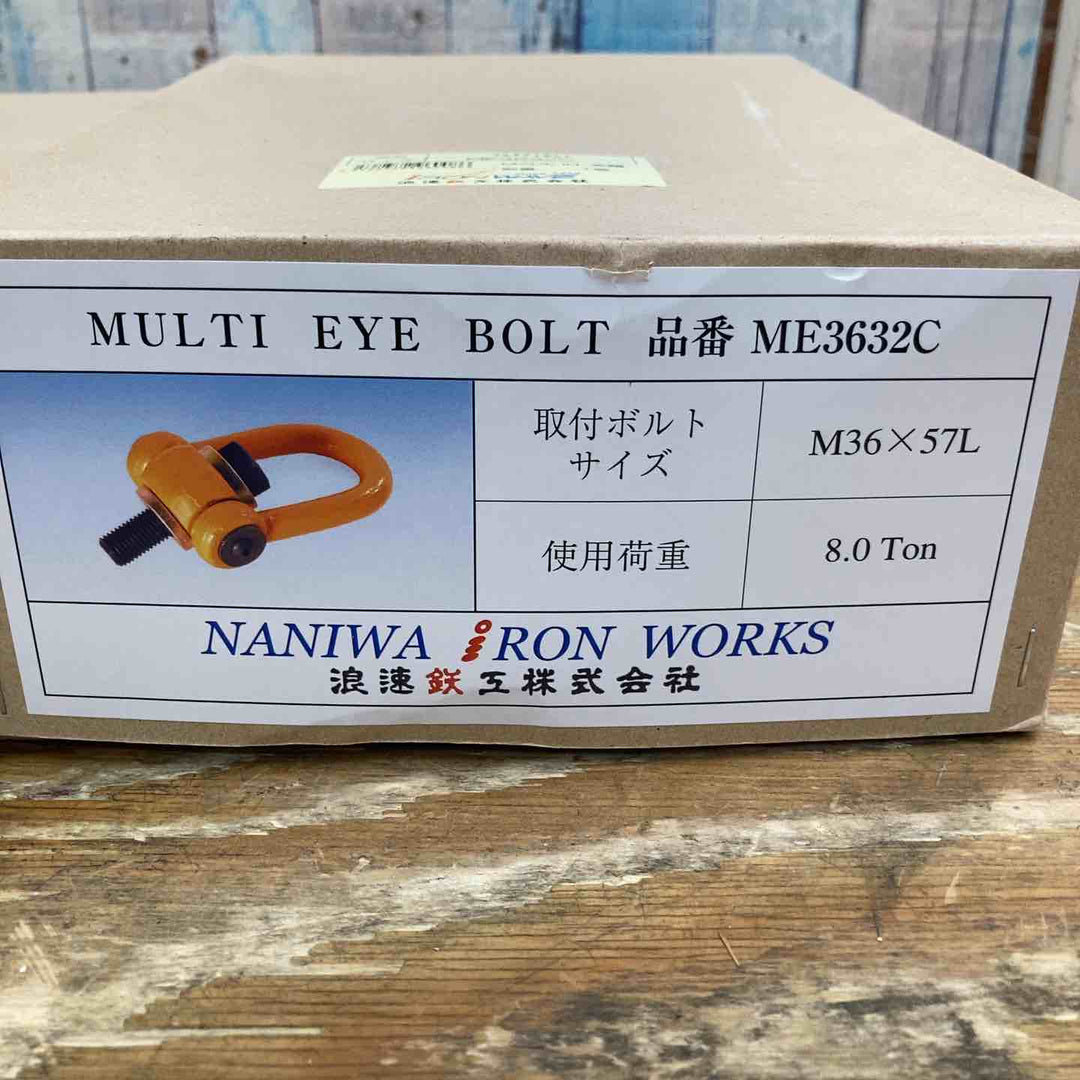 MULTI EYE BOLT 品番 ME3632C
取付ボルト
サイズ
M36×57L
使用荷重
8.0 Ton
NANIWA iRON WORKS
浪速鉄工株式会社